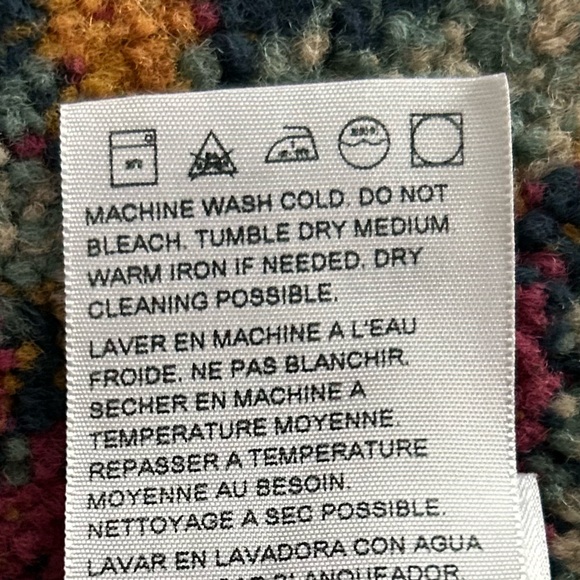 MACHINE WASH COLD. DO NOT
BLEACH. TUMBLE DRY MEDIUM
WARM IRON IF NEEDED. DRY
CLEANING POSSIBLE.
LAVER EN MACHINE A L'EAU
FROIDE. NE PAS BLANCHIR.
SECHER EN MACHINE A
TEMPERATURE MOYENNE.
REPASSER A TEMPERATURE
MOYENNE AU BESOIN.
NETTOYAGE A SEC POSSIBLE.
LAVAR EN LAVADORA CON AGUA
BLANQUEADOR.